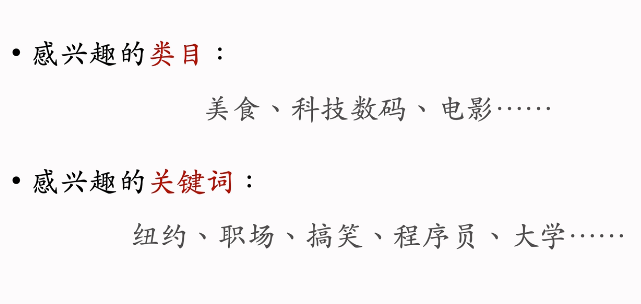 • 感兴趣的类目：
美食、科技数码、电影……
• 感兴趣的关键词：
纽约、职场、搞笑、程序员、大学……